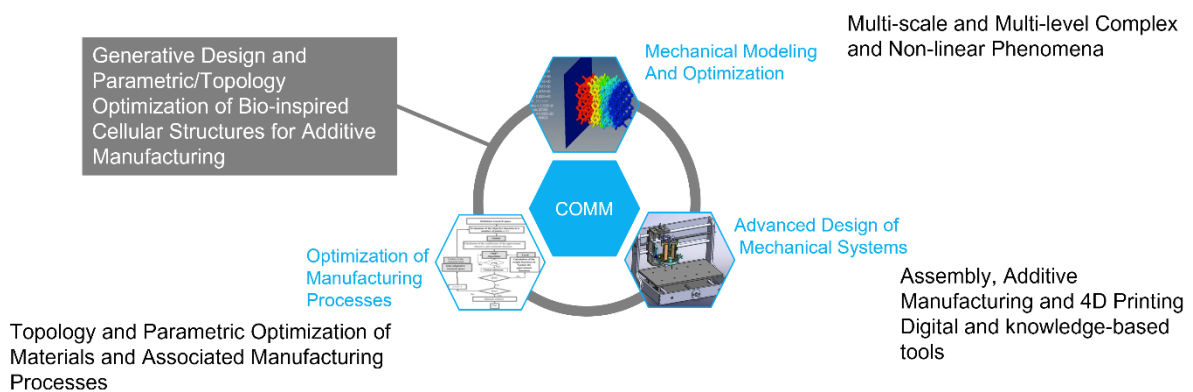 Generative Design and
Parametric/Topology
Optimization of Bio-inspired
Cellular Structures for Additive
Manufacturing
Mechanical Modeling
And Optimization
Multi-scale and Multi-level Complex
and Non-linear Phenomena
COMM
Optimization of
Manufacturing
Processes
Advanced Design of
Mechanical Systems
Topology and Parametric Optimization of
Materials and Associated Manufacturing
Processes
Assembly, Additive
Manufacturing and 4D Printing
Digital and knowledge-based
tools